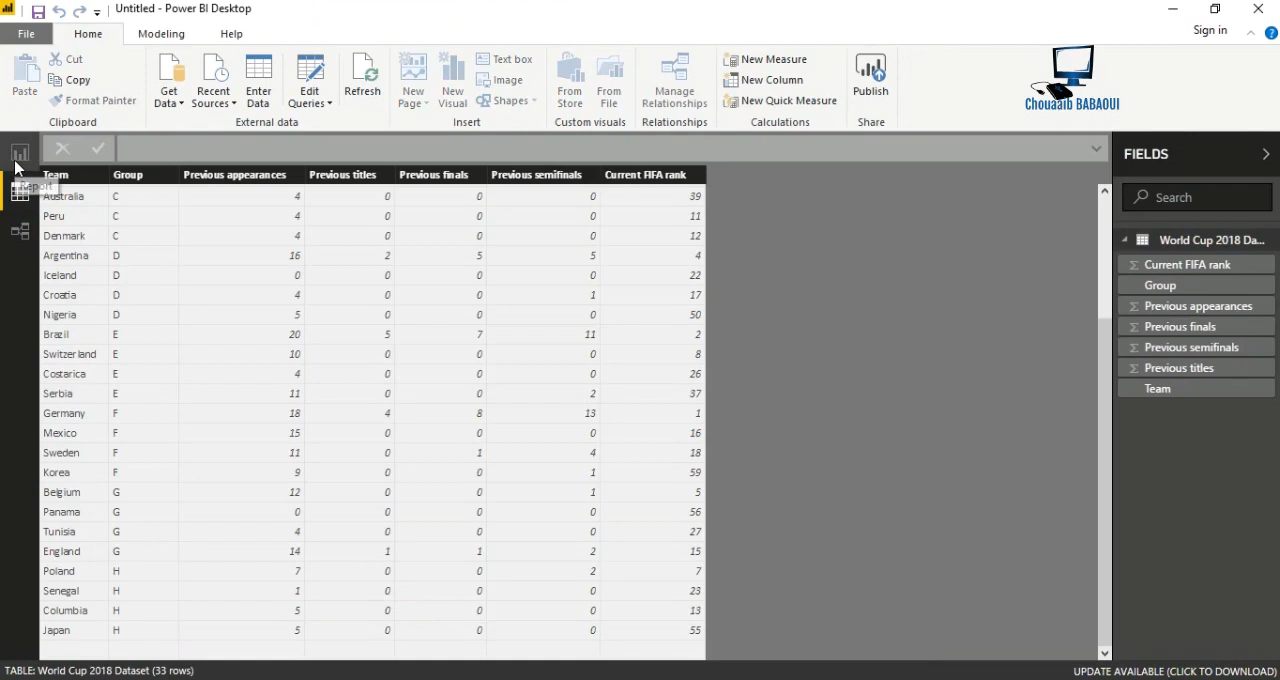 Untitled - Power BI Desktop
File Home Modeling Help Sign in
Paste
Cut
Copy
Format Painter
Clipboard
Get Data
Recent Sources
Enter Data
External data
Edit Queries
Refresh
New Page
New Visual
Text box
Image
Shapes
Insert
From Store
From File
Custom visuals
Manage Relationships
Relationships
New Measure
New Column
New Quick Measure
Calculations
Publish
Share
Chouaaib BABAOUI
Report
Team Group Previous appearances Previous titles Previous finals Previous semifinals Current FIFA rank
Australia C 4 0 0 0 39
Peru C 4 0 0 0 11
Denmark C 4 0 0 0 12
Argentina D 16 2 5 5 4
Iceland D 0 0 0 0 22
Croatia D 4 0 0 1 17
Nigeria D 5 0 0 0 50
Brazil E 20 5 7 11 2
Switzerland E 10 0 0 0 8
Costarica E 4 0 0 0 26
Serbia E 11 0 0 2 37
Germany F 18 4 8 13 1
Mexico F 15 0 0 0 16
Sweden F 11 0 1 4 18
Korea F 9 0 0 1 59
Belgium G 12 0 0 1 5
Panama G 0 0 0 0 56
Tunisia G 4 0 0 0 27
England G 14 1 1 2 15
Poland H 7 0 0 2 7
Senegal H 1 0 0 0 23
Columbia H 5 0 0 0 13
Japan H 5 0 0 0 55
FIELDS
Search
World Cup 2018 Da...
Σ Current FIFA rank
Group
Σ Previous appearances
Σ Previous finals
Σ Previous semifinals
Σ Previous titles
Team
TABLE: World Cup 2018 Dataset (33 rows)
UPDATE AVAILABLE (CLICK TO DOWNLOAD)